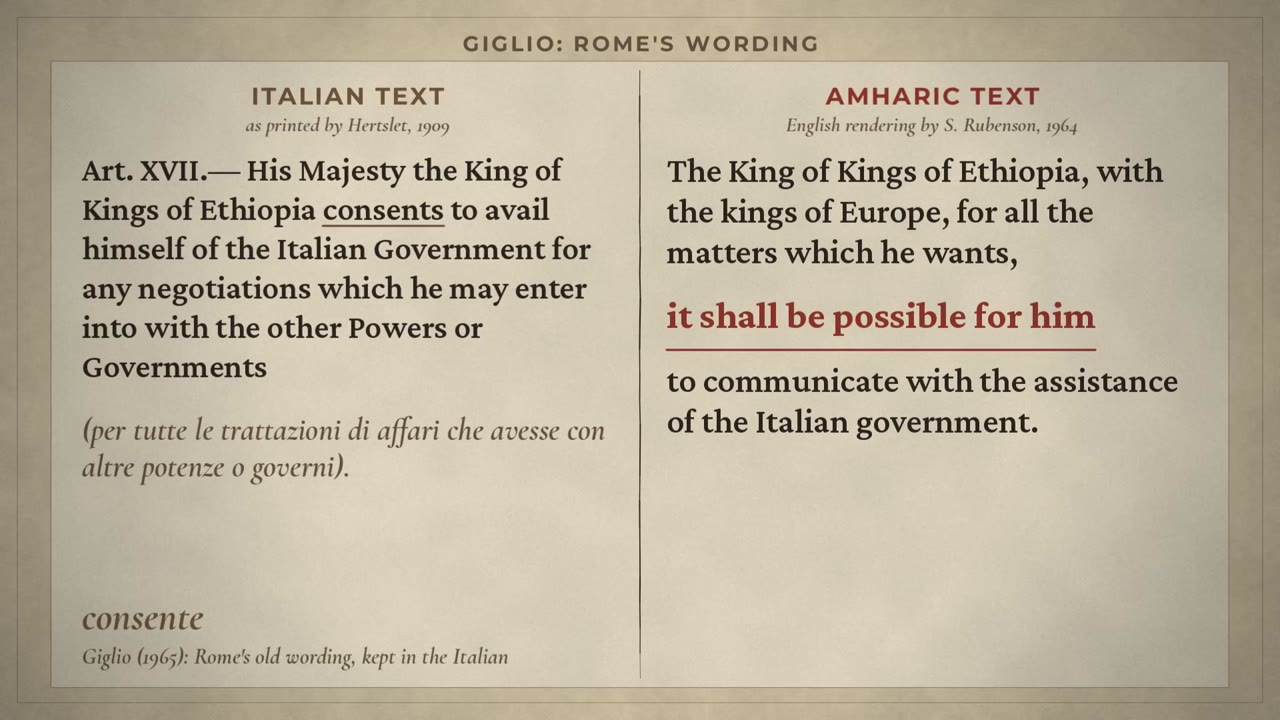 GIGLIO: ROME'S WORDING
ITALIAN TEXT
as printed by Hertslet, 1909
Art. XVII.— His Majesty the King of
Kings of Ethiopia consents to avail
himself of the Italian Government for
any negotiations which he may enter
into with the other Powers or
Governments
(per tutte le trattazioni di affari che avesse con
altre potenze o governi).
consente
Giglio (1965): Rome's old wording, kept in the Italian
AMHARIC TEXT
English rendering by S. Rubenson, 1964
The King of Kings of Ethiopia, with
the kings of Europe, for all the
matters which he wants,
it shall be possible for him
to communicate with the assistance
of the Italian government.